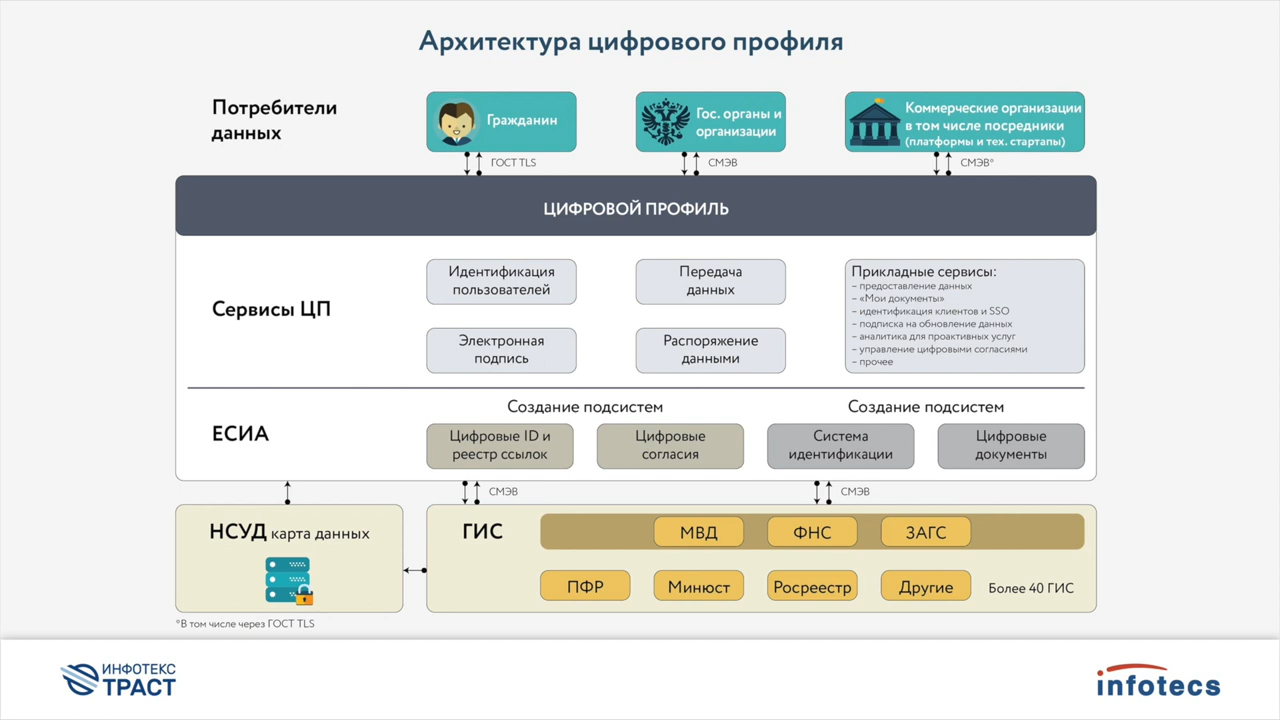 Архитектура цифрового профиля
Потребители
данных
Гражданин
Гос. органы и
организации
Коммерческие организации
в том числе посредники
(платформы и тех. стартапы)
ГОСТ TLS
СМЭВ
СМЭВ*
ЦИФРОВОЙ ПРОФИЛЬ
Сервисы ЦП
Идентификация
пользователей
Передача
данных
Электронная
подпись
Распоряжение
данными
Прикладные сервисы:
– предоставление данных
– «Мои документы»
– идентификация клиентов и SSO
– подписка на обновление данных
– аналитика для проактивных услуг
– управление цифровыми согласиями
– прочее
ЕСИА
Создание подсистем
Создание подсистем
Цифровые ID и
реестр ссылок
Цифровые
согласия
Система
идентификации
Цифровые
документы
СМЭВ
СМЭВ
НСУД карта данных
ГИС
МВД
ФНС
ЗАГС
ПФР
Минюст
Росреестр
Другие
Более 40 ГИС
*В том числе через ГОСТ TLS
ИНФОТЕКС
ТРАСТ
infotecs